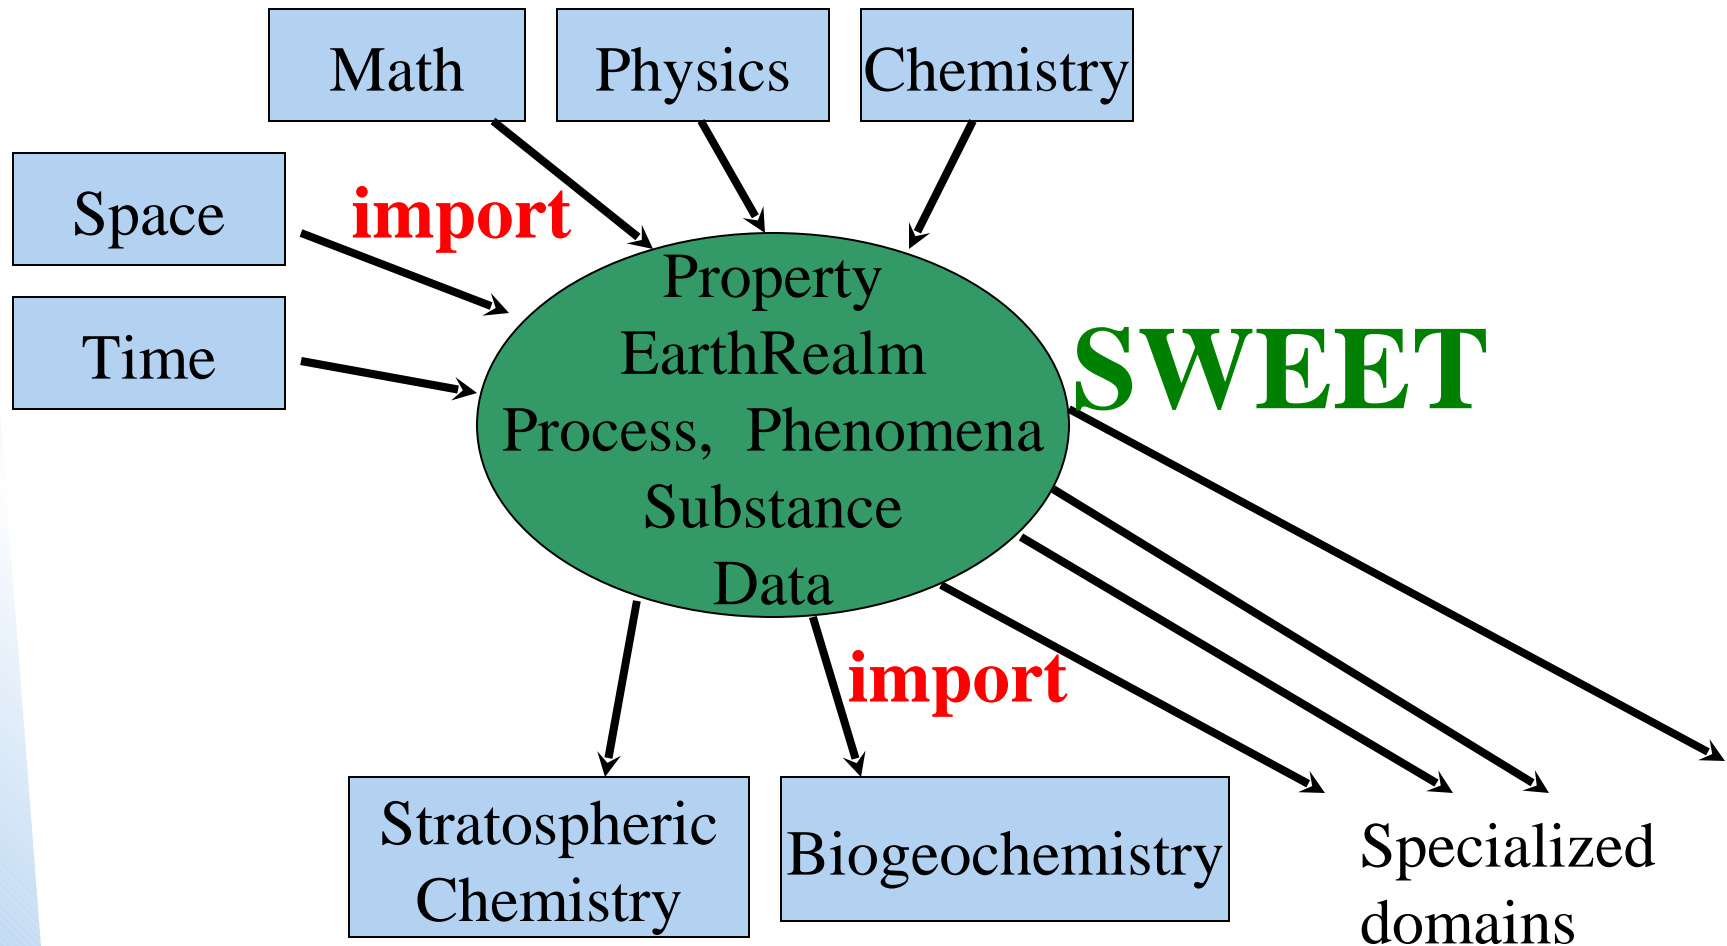 Math
Physics
Chemistry
Space
import
Time
Property
EarthRealm
Process, Phenomena
Substance
Data
SWEET
import
Stratospheric
Chemistry
Biogeochemistry
Specialized
domains